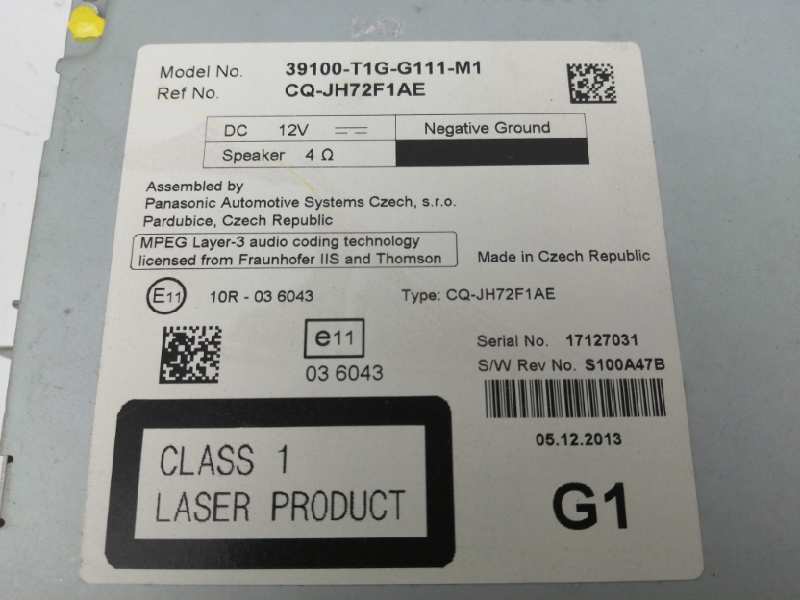 Model No. 39100-T1G-G111-M1
Ref No. CQ-JH72F1AE
DC 12V Negative Ground
Speaker 4 Ω
Assembled by
Panasonic Automotive Systems Czech, s.r.o.
Pardubice, Czech Republic
MPEG Layer-3 audio coding technology
licensed from Fraunhofer IIS and Thomson
Made in Czech Republic
E11 10R - 03 6043 Type: CQ-JH72F1AE
e11
03 6043
Serial No. 17127031
S/W Rev No. S100A47B
05.12.2013
CLASS 1
LASER PRODUCT
G1